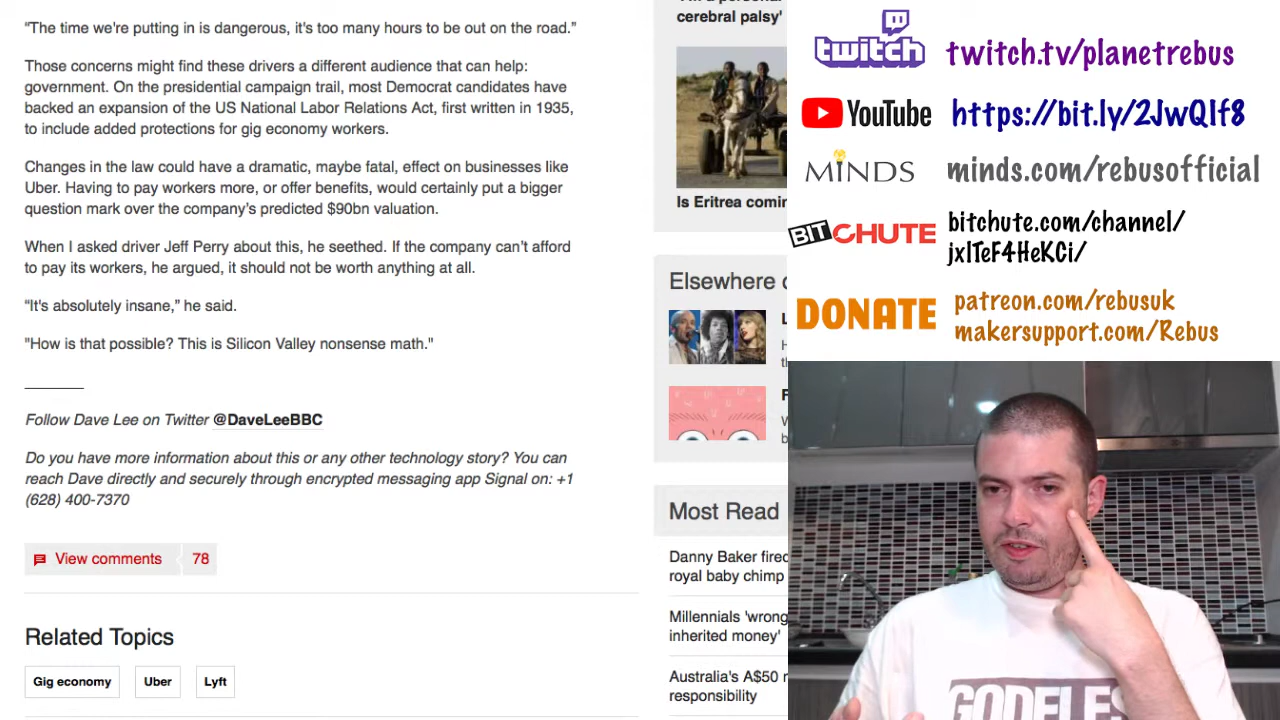 “The time we're putting in is dangerous, it's too many hours to be out on the road.”
Those concerns might find these drivers a different audience that can help:
government. On the presidential campaign trail, most Democrat candidates have
backed an expansion of the US National Labor Relations Act, first written in 1935,
to include added protections for gig economy workers.
Changes in the law could have a dramatic, maybe fatal, effect on businesses like
Uber. Having to pay workers more, or offer benefits, would certainly put a bigger
question mark over the company's predicted $90bn valuation.
When I asked driver Jeff Perry about this, he seethed. If the company can’t afford
to pay its workers, he argued, it should not be worth anything at all.
“It's absolutely insane,” he said.
"How is that possible? This is Silicon Valley nonsense math."
Follow Dave Lee on Twitter @DaveLeeBBC
Do you have more information about this or any other technology story? You can
reach Dave directly and securely through encrypted messaging app Signal on: +1
(628) 400-7370
View comments 78
Related Topics
Gig economy Uber Lyft
cerebral palsy'
Is Eritrea
Elsewhere
Most Read
Danny Baker fired
royal baby chimp
Millennials 'wrong
inherited money'
Australia's A$50
responsibility
twitch twitch.tv/planetrebus
YouTube https://bit.ly/2JwQIf8
MINDS minds.com/rebusofficial
BITCHUTE bitchute.com/channel/
jxITeF4HeKCi/
DONATE patreon.com/rebusuk
makersupport.com/Rebus